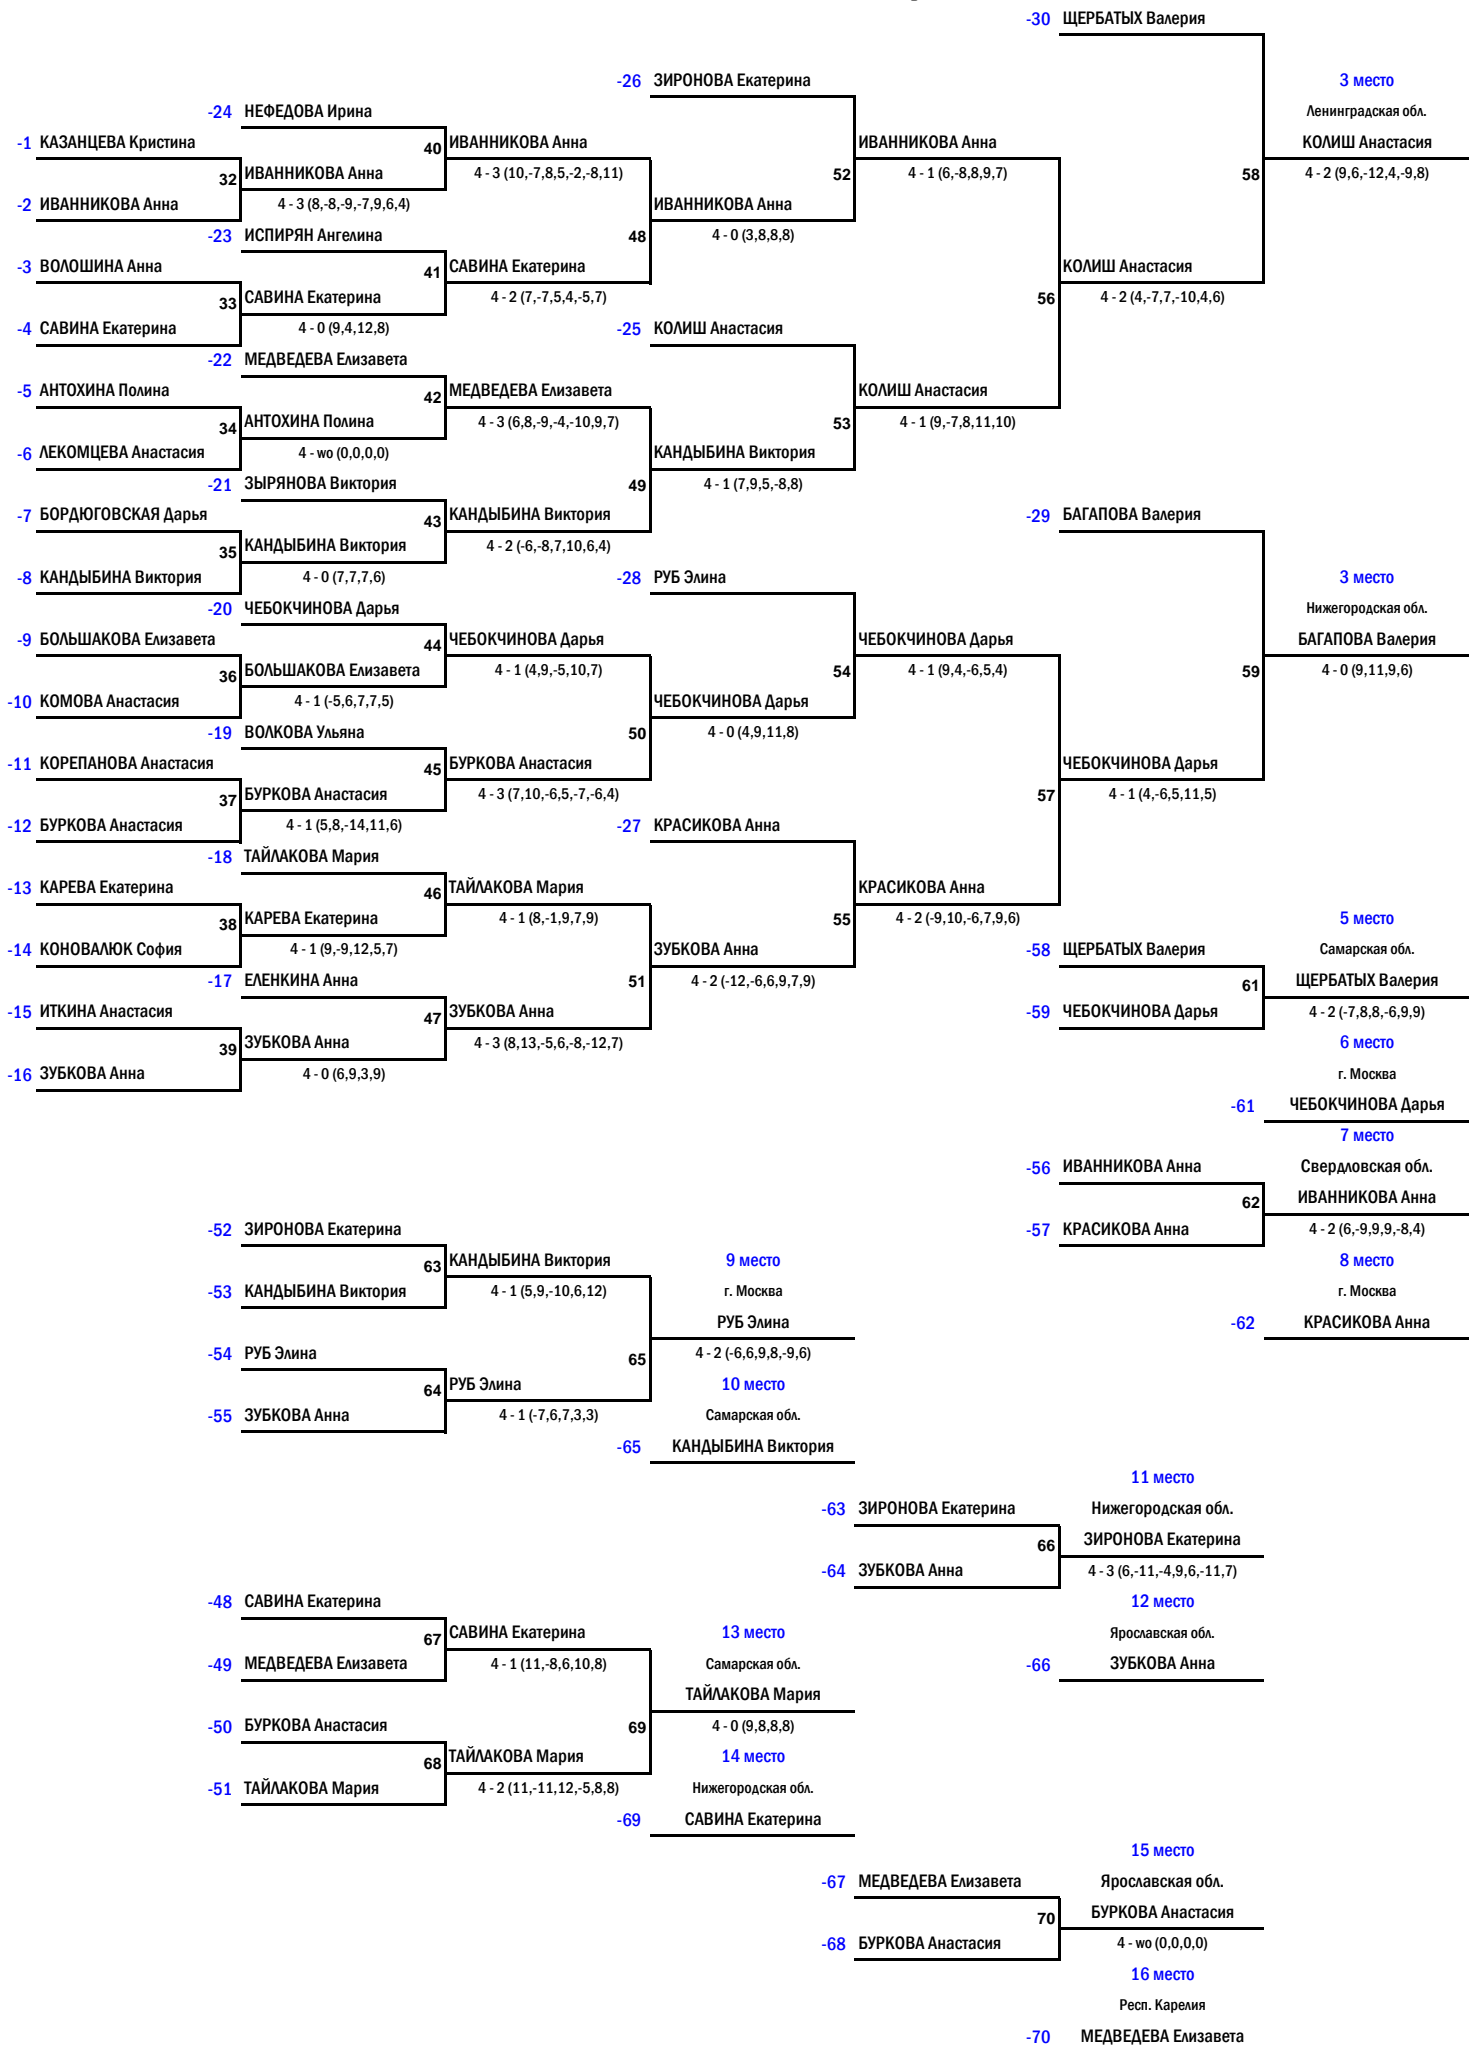 -30 ЩЕРБАТЫХ Валерия
-26 ЗИРОНОВА Екатерина 3 место
-24 НЕФЕДОВА Ирина Ленинградская обл.
-1 КАЗАНЦЕВА Кристина 40 ИВАННИКОВА Анна ИВАННИКОВА Анна КОЛИШ Анастасия
32 ИВАННИКОВА Анна 4 - 3 (10,-7,8,5,-2,-8,11) 52 4 - 1 (6,-8,8,9,7) 58 4 - 2 (9,6,-12,4,-9,8)
-2 ИВАННИКОВА Анна 4 - 3 (8,-8,-9,-7,9,6,4) ИВАННИКОВА Анна
-23 ИСПИРЯН Ангелина 48 4 - 0 (3,8,8,8)
-3 ВОЛОШИНА Анна 41 САВИНА Екатерина КОЛИШ Анастасия
33 САВИНА Екатерина 4 - 2 (7,-7,5,4,-5,7) 56 4 - 2 (4,-7,7,-10,4,6)
-4 САВИНА Екатерина 4 - 0 (9,4,12,8) -25 КОЛИШ Анастасия
-22 МЕДВЕДЕВА Елизавета
-5 АНТОХИНА Полина 42 МЕДВЕДЕВА Елизавета КОЛИШ Анастасия
34 АНТОХИНА Полина 4 - 3 (6,8,-9,-4,-10,9,7) 53 4 - 1 (9,-7,8,11,10)
-6 ЛЕКОМЦЕВА Анастасия 4 - wo (0,0,0,0) КАНДЫБИНА Виктория
-21 ЗЫРЯНОВА Виктория 49 4 - 1 (7,9,5,-8,8)
-7 БОРДЮГОВСКАЯ Дарья 43 КАНДЫБИНА Виктория -29 БАГАПОВА Валерия
35 КАНДЫБИНА Виктория 4 - 2 (-6,-8,7,10,6,4)
-8 КАНДЫБИНА Виктория 4 - 0 (7,7,7,6) -28 РУБ Элина 3 место
-20 ЧЕБОКЧИНОВА Дарья Нижегородская обл.
-9 БОЛЬШАКОВА Елизавета 44 ЧЕБОКЧИНОВА Дарья ЧЕБОКЧИНОВА Дарья БАГАПОВА Валерия
36 БОЛЬШАКОВА Елизавета 4 - 1 (4,9,-5,10,7) 54 4 - 1 (9,4,-6,5,4) 59 4 - 0 (9,11,9,6)
-10 КОМОВА Анастасия 4 - 1 (-5,6,7,7,5) ЧЕБОКЧИНОВА Дарья
-19 ВОЛКОВА Ульяна 50 4 - 0 (4,9,11,8)
-11 КОРЕПАНОВА Анастасия 45 БУРКОВА Анастасия ЧЕБОКЧИНОВА Дарья
37 БУРКОВА Анастасия 4 - 3 (7,10,-6,5,-7,-6,4) 57 4 - 1 (4,-6,5,11,5)
-12 БУРКОВА Анастасия 4 - 1 (5,8,-14,11,6) -27 КРАСИКОВА Анна
-18 ТАЙЛАКОВА Мария
-13 КАРЕВА Екатерина 46 ТАЙЛАКОВА Мария КРАСИКОВА Анна
38 КАРЕВА Екатерина 4 - 1 (8,-1,9,7,9) 55 4 - 2 (-9,10,-6,7,9,6) 5 место
-14 КОНОВАЛЮК София 4 - 1 (9,-9,12,5,7) ЗУБКОВА Анна -58 ЩЕРБАТЫХ Валерия Самарская обл.
-17 ЕЛЕНКИНА Анна 51 4 - 2 (-12,-6,6,9,7,9) 61 ЩЕРБАТЫХ Валерия
-15 ИТКИНА Анастасия 47 ЗУБКОВА Анна -59 ЧЕБОКЧИНОВА Дарья 4 - 2 (-7,8,8,-6,9,9)
39 ЗУБКОВА Анна 4 - 3 (8,13,-5,6,-8,-12,7) 6 место
-16 ЗУБКОВА Анна 4 - 0 (6,9,3,9) г. Москва
-61 ЧЕБОКЧИНОВА Дарья
7 место
-56 ИВАННИКОВА Анна Свердловская обл.
62 ИВАННИКОВА Анна
-52 ЗИРОНОВА Екатерина -57 КРАСИКОВА Анна 4 - 2 (6,-9,9,9,-8,4)
63 КАНДЫБИНА Виктория 9 место 8 место
-53 КАНДЫБИНА Виктория 4 - 1 (5,9,-10,6,12) г. Москва г. Москва
РУБ Элина -62 КРАСИКОВА Анна
-54 РУБ Элина 65 4 - 2 (-6,6,9,8,-9,6)
64 РУБ Элина 10 место
-55 ЗУБКОВА Анна 4 - 1 (-7,6,7,3,3) Самарская обл.
-65 КАНДЫБИНА Виктория
11 место
-63 ЗИРОНОВА Екатерина Нижегородская обл.
66 ЗИРОНОВА Екатерина
-64 ЗУБКОВА Анна 4 - 3 (6,-11,-4,9,6,-11,7)
-48 САВИНА Екатерина 12 место
67 САВИНА Екатерина 13 место Ярославская обл.
-49 МЕДВЕДЕВА Елизавета 4 - 1 (11,-8,6,10,8) Самарская обл. -66 ЗУБКОВА Анна
ТАЙЛАКОВА Мария
-50 БУРКОВА Анастасия 69 4 - 0 (9,8,8,8)
68 ТАЙЛАКОВА Мария 14 место
-51 ТАЙЛАКОВА Мария 4 - 2 (11,-11,12,-5,8,8) Нижегородская обл.
-69 САВИНА Екатерина
15 место
-67 МЕДВЕДЕВА Елизавета Ярославская обл.
70 БУРКОВА Анастасия
-68 БУРКОВА Анастасия 4 - wo (0,0,0,0)
16 место
Респ. Карелия
-70 МЕДВЕДЕВА Елизавета